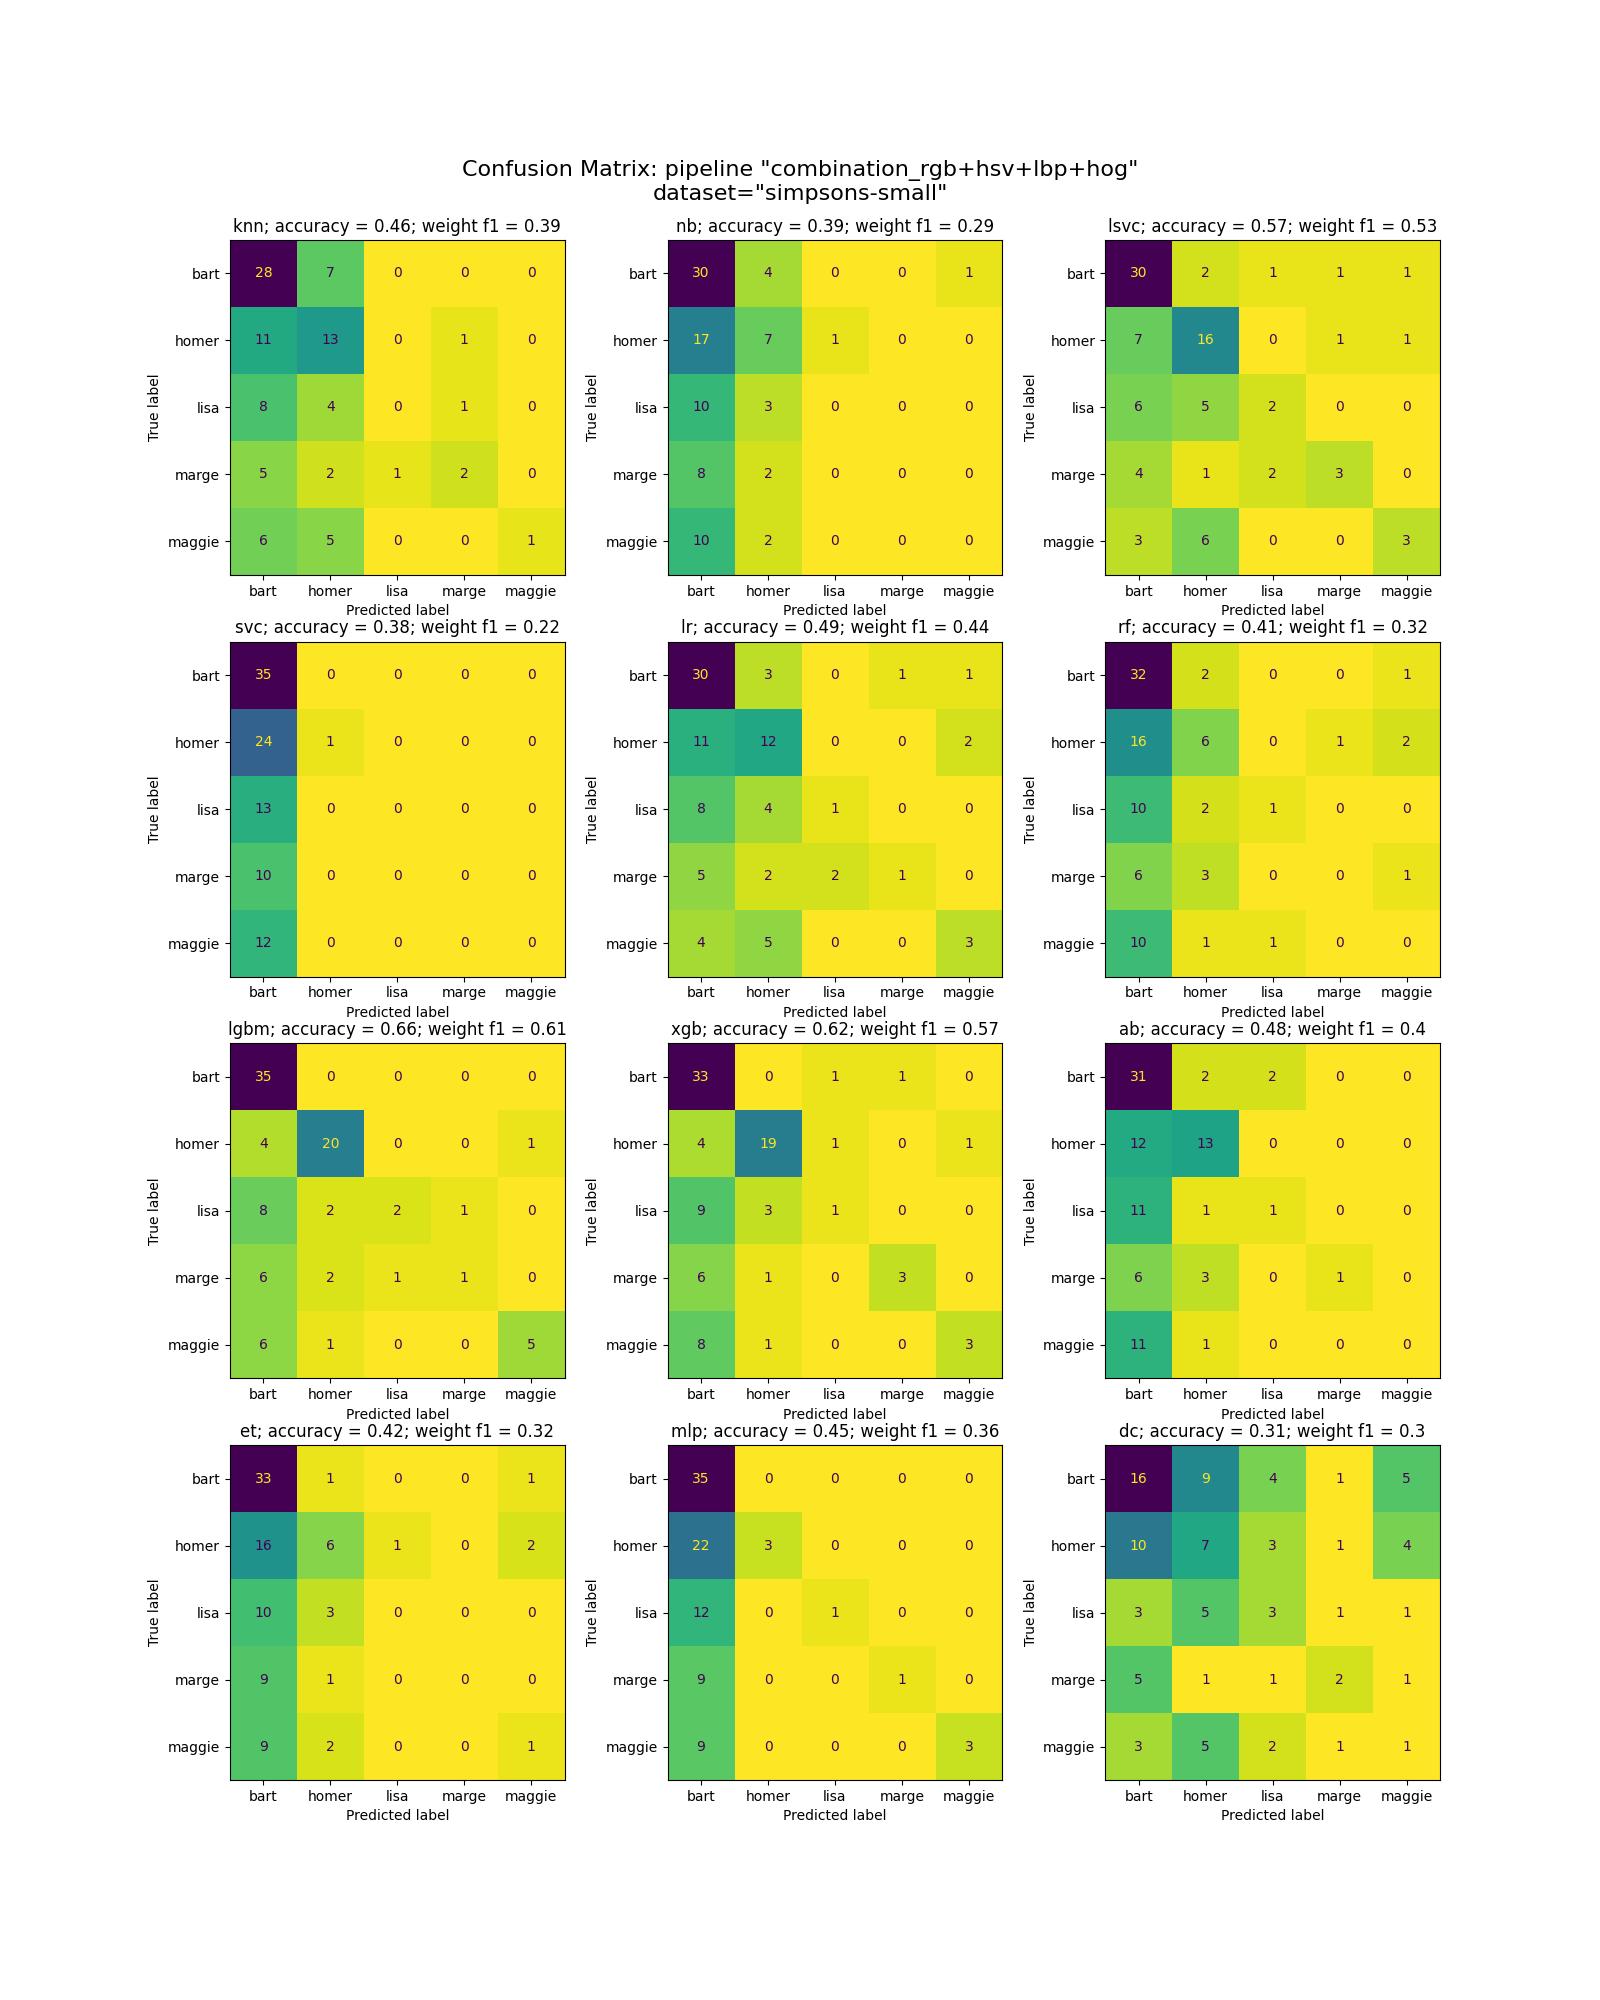 Confusion Matrix: pipeline "combination_rgb+hsv+lbp+hog"
dataset="simpsons-small"
knn; accuracy = 0.46; weight f1 = 0.39
True label
bart 28 7 0 0 0
homer 11 13 0 1 0
lisa 8 4 0 1 0
marge 5 2 1 2 0
maggie 6 5 0 0 1
bart homer lisa marge maggie
Predicted label
nb; accuracy = 0.39; weight f1 = 0.29
True label
bart 30 4 0 0 1
homer 17 7 1 0 0
lisa 10 3 0 0 0
marge 8 2 0 0 0
maggie 10 2 0 0 0
bart homer lisa marge maggie
Predicted label
lsvc; accuracy = 0.57; weight f1 = 0.53
True label
bart 30 2 1 1 1
homer 7 16 0 1 1
lisa 6 5 2 0 0
marge 4 1 2 3 0
maggie 3 6 0 0 3
bart homer lisa marge maggie
Predicted label
svc; accuracy = 0.38; weight f1 = 0.22
True label
bart 35 0 0 0 0
homer 24 1 0 0 0
lisa 13 0 0 0 0
marge 10 0 0 0 0
maggie 12 0 0 0 0
bart homer lisa marge maggie
Predicted label
lr; accuracy = 0.49; weight f1 = 0.44
True label
bart 30 3 0 1 1
homer 11 12 0 0 2
lisa 8 4 1 0 0
marge 5 2 2 1 0
maggie 4 5 0 0 3
bart homer lisa marge maggie
Predicted label
rf; accuracy = 0.41; weight f1 = 0.32
True label
bart 32 2 0 0 1
homer 16 6 0 1 2
lisa 10 2 1 0 0
marge 6 3 0 0 1
maggie 10 1 1 0 0
bart homer lisa marge maggie
Predicted label
lgbm; accuracy = 0.66; weight f1 = 0.61
True label
bart 35 0 0 0 0
homer 4 20 0 0 1
lisa 8 2 2 1 0
marge 6 2 1 1 0
maggie 6 1 0 0 5
bart homer lisa marge maggie
Predicted label
xgb; accuracy = 0.62; weight f1 = 0.57
True label
bart 33 0 1 1 0
homer 4 19 1 0 1
lisa 9 3 1 0 0
marge 6 1 0 3 0
maggie 8 1 0 0 3
bart homer lisa marge maggie
Predicted label
ab; accuracy = 0.48; weight f1 = 0.4
True label
bart 31 2 2 0 0
homer 12 13 0 0 0
lisa 11 1 1 0 0
marge 6 3 0 1 0
maggie 11 1 0 0 0
bart homer lisa marge maggie
Predicted label
et; accuracy = 0.42; weight f1 = 0.32
True label
bart 33 1 0 0 1
homer 16 6 1 0 2
lisa 10 3 0 0 0
marge 9 1 0 0 0
maggie 9 2 0 0 1
bart homer lisa marge maggie
Predicted label
mlp; accuracy = 0.45; weight f1 = 0.36
True label
bart 35 0 0 0 0
homer 22 3 0 0 0
lisa 12 0 1 0 0
marge 9 0 0 1 0
maggie 9 0 0 0 3
bart homer lisa marge maggie
Predicted label
dc; accuracy = 0.31; weight f1 = 0.3
True label
bart 16 9 4 1 5
homer 10 7 3 1 4
lisa 3 5 3 1 1
marge 5 1 1 2 1
maggie 3 5 2 1 1
bart homer lisa marge maggie
Predicted label